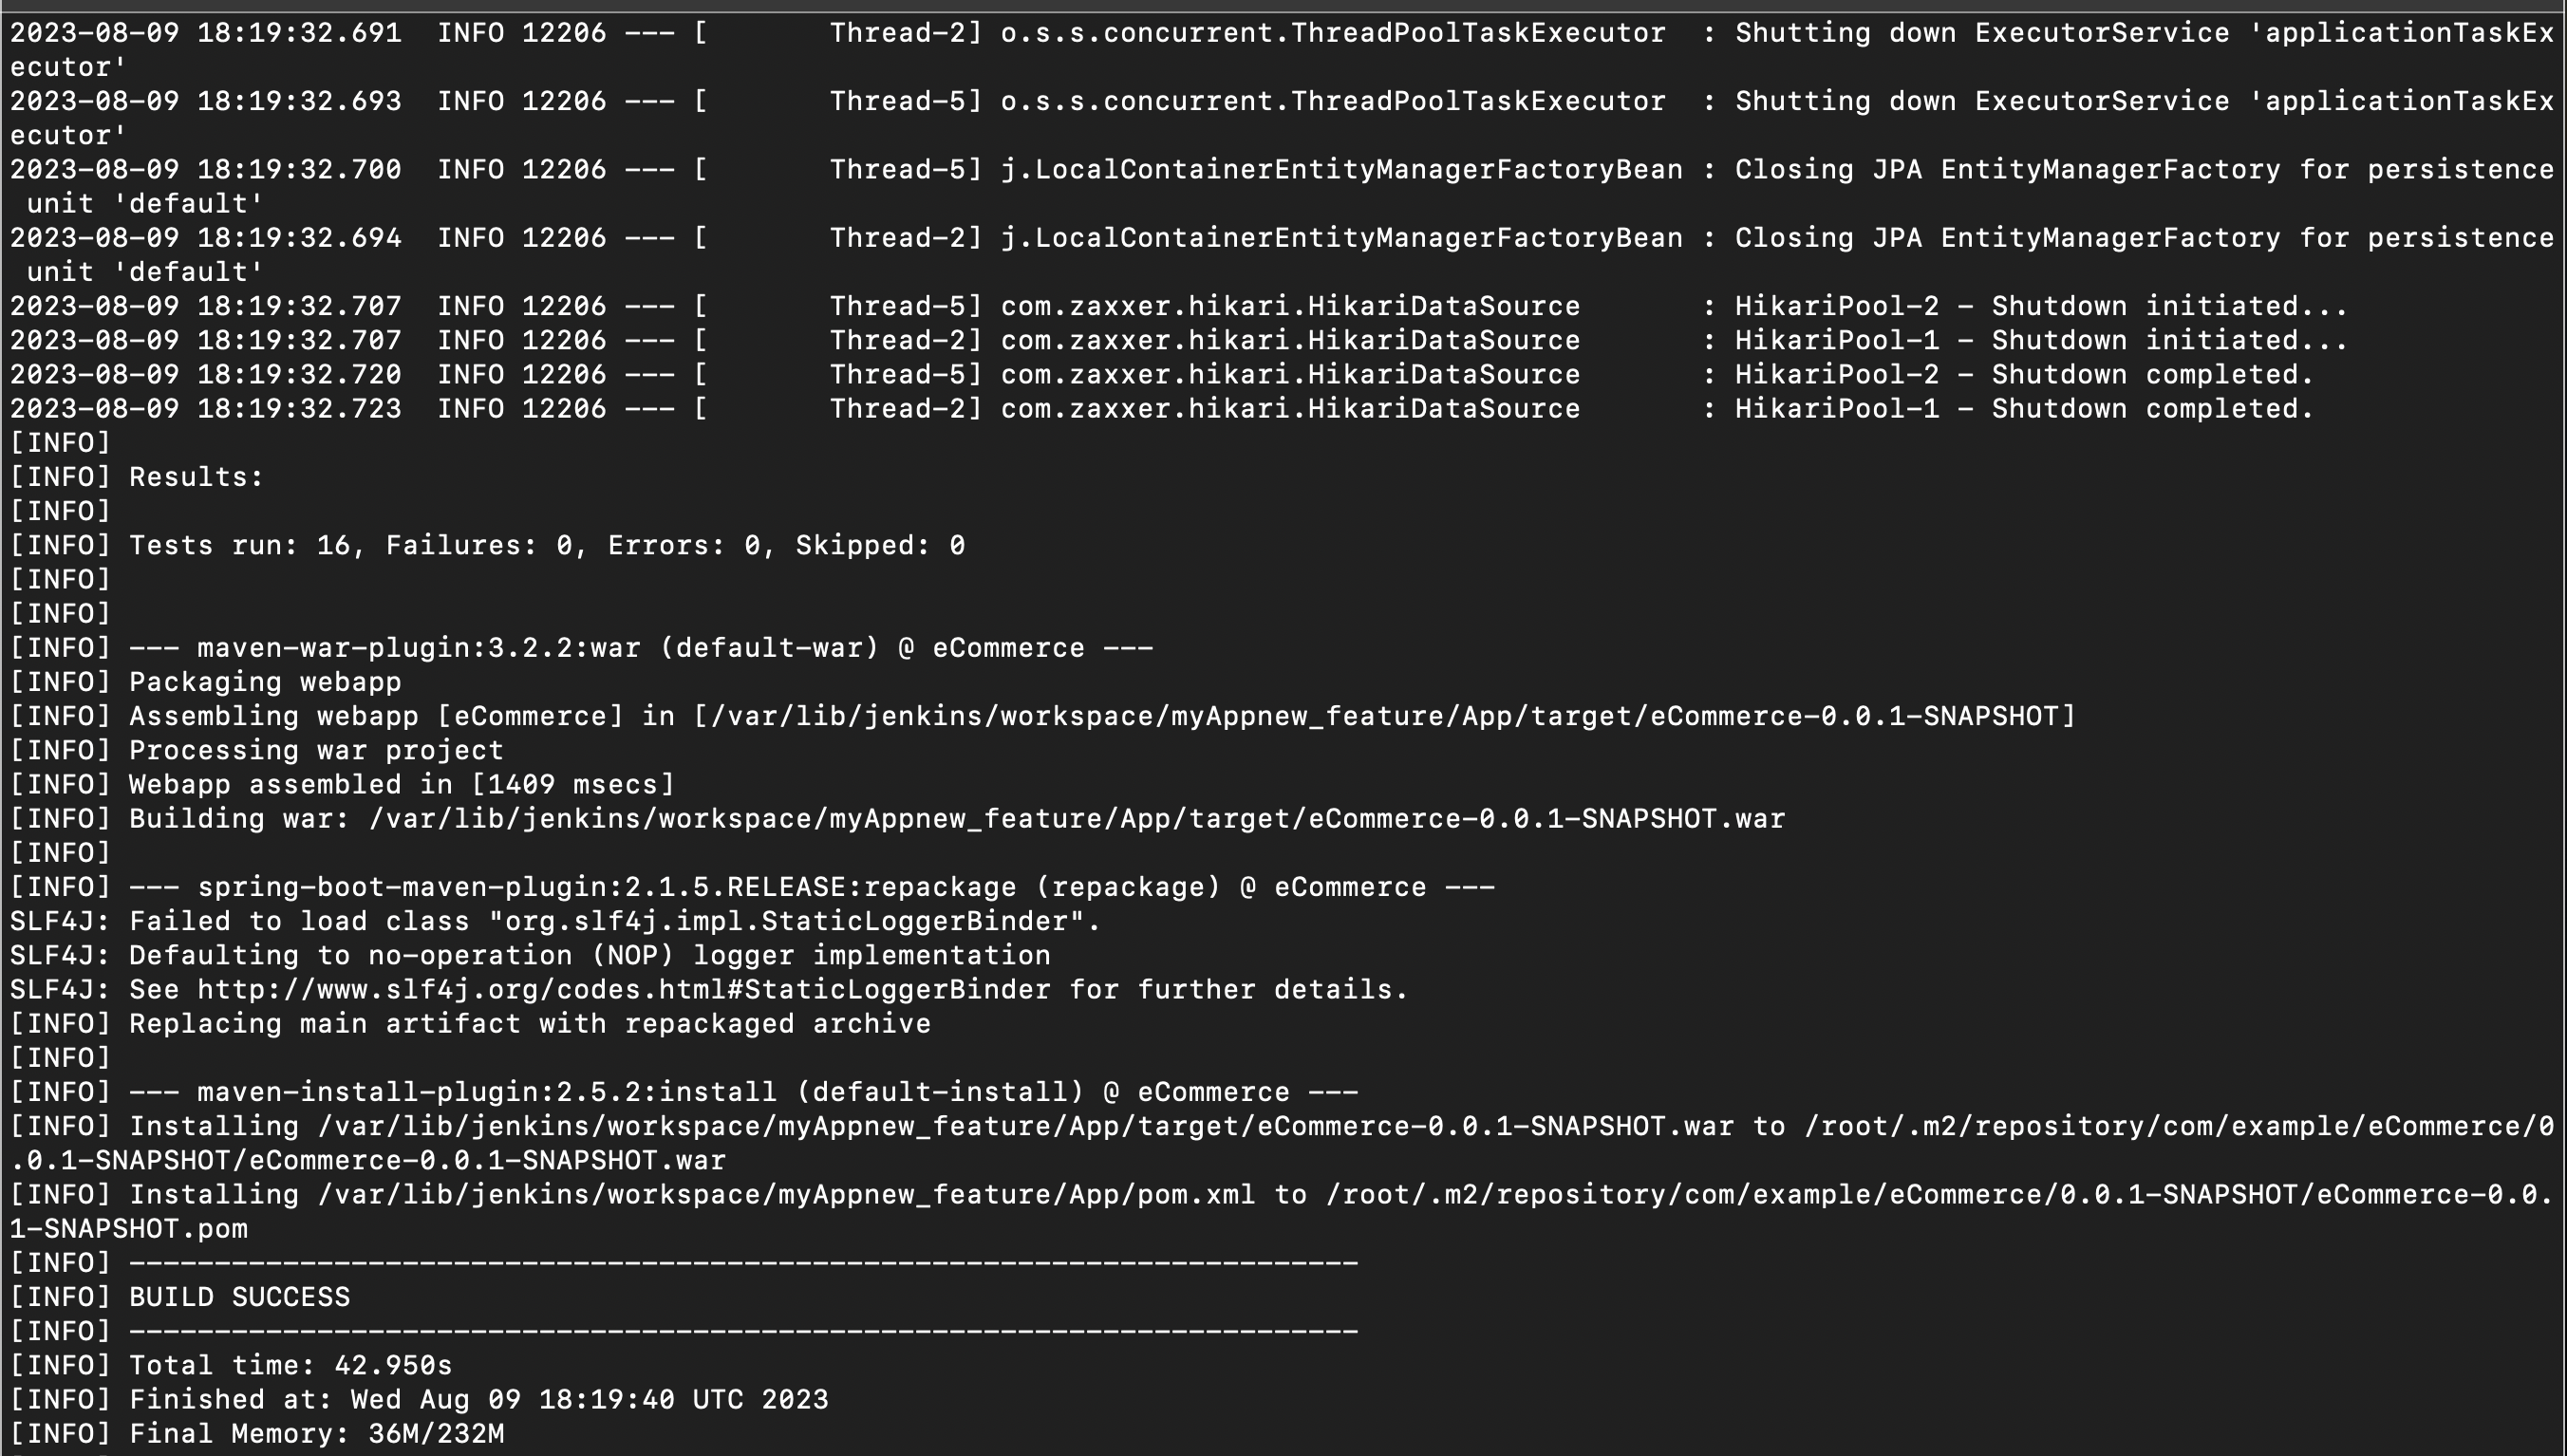 2023-08-09 18:19:32.691  INFO 12206 --- [       Thread-2] o.s.s.concurrent.ThreadPoolTaskExecutor  : Shutting down ExecutorService 'applicationTaskEx
ecutor'
2023-08-09 18:19:32.693  INFO 12206 --- [       Thread-5] o.s.s.concurrent.ThreadPoolTaskExecutor  : Shutting down ExecutorService 'applicationTaskEx
ecutor'
2023-08-09 18:19:32.700  INFO 12206 --- [       Thread-5] j.LocalContainerEntityManagerFactoryBean : Closing JPA EntityManagerFactory for persistence
 unit 'default'
2023-08-09 18:19:32.694  INFO 12206 --- [       Thread-2] j.LocalContainerEntityManagerFactoryBean : Closing JPA EntityManagerFactory for persistence
 unit 'default'
2023-08-09 18:19:32.707  INFO 12206 --- [       Thread-5] com.zaxxer.hikari.HikariDataSource       : HikariPool-2 - Shutdown initiated...
2023-08-09 18:19:32.707  INFO 12206 --- [       Thread-2] com.zaxxer.hikari.HikariDataSource       : HikariPool-1 - Shutdown initiated...
2023-08-09 18:19:32.720  INFO 12206 --- [       Thread-5] com.zaxxer.hikari.HikariDataSource       : HikariPool-2 - Shutdown completed.
2023-08-09 18:19:32.723  INFO 12206 --- [       Thread-2] com.zaxxer.hikari.HikariDataSource       : HikariPool-1 - Shutdown completed.
[INFO]
[INFO] Results:
[INFO]
[INFO] Tests run: 16, Failures: 0, Errors: 0, Skipped: 0
[INFO]
[INFO]
[INFO] --- maven-war-plugin:3.2.2:war (default-war) @ eCommerce ---
[INFO] Packaging webapp
[INFO] Assembling webapp [eCommerce] in [/var/lib/jenkins/workspace/myAppnew_feature/App/target/eCommerce-0.0.1-SNAPSHOT]
[INFO] Processing war project
[INFO] Webapp assembled in [1409 msecs]
[INFO] Building war: /var/lib/jenkins/workspace/myAppnew_feature/App/target/eCommerce-0.0.1-SNAPSHOT.war
[INFO]
[INFO] --- spring-boot-maven-plugin:2.1.5.RELEASE:repackage (repackage) @ eCommerce ---
SLF4J: Failed to load class "org.slf4j.impl.StaticLoggerBinder".
SLF4J: Defaulting to no-operation (NOP) logger implementation
SLF4J: See http://www.slf4j.org/codes.html#StaticLoggerBinder for further details.
[INFO] Replacing main artifact with repackaged archive
[INFO]
[INFO] --- maven-install-plugin:2.5.2:install (default-install) @ eCommerce ---
[INFO] Installing /var/lib/jenkins/workspace/myAppnew_feature/App/target/eCommerce-0.0.1-SNAPSHOT.war to /root/.m2/repository/com/example/eCommerce/0
.0.1-SNAPSHOT/eCommerce-0.0.1-SNAPSHOT.war
[INFO] Installing /var/lib/jenkins/workspace/myAppnew_feature/App/pom.xml to /root/.m2/repository/com/example/eCommerce/0.0.1-SNAPSHOT/eCommerce-0.0.
1-SNAPSHOT.pom
[INFO] ------------------------------------------------------------------------
[INFO] BUILD SUCCESS
[INFO] ------------------------------------------------------------------------
[INFO] Total time: 42.950s
[INFO] Finished at: Wed Aug 09 18:19:40 UTC 2023
[INFO] Final Memory: 36M/232M